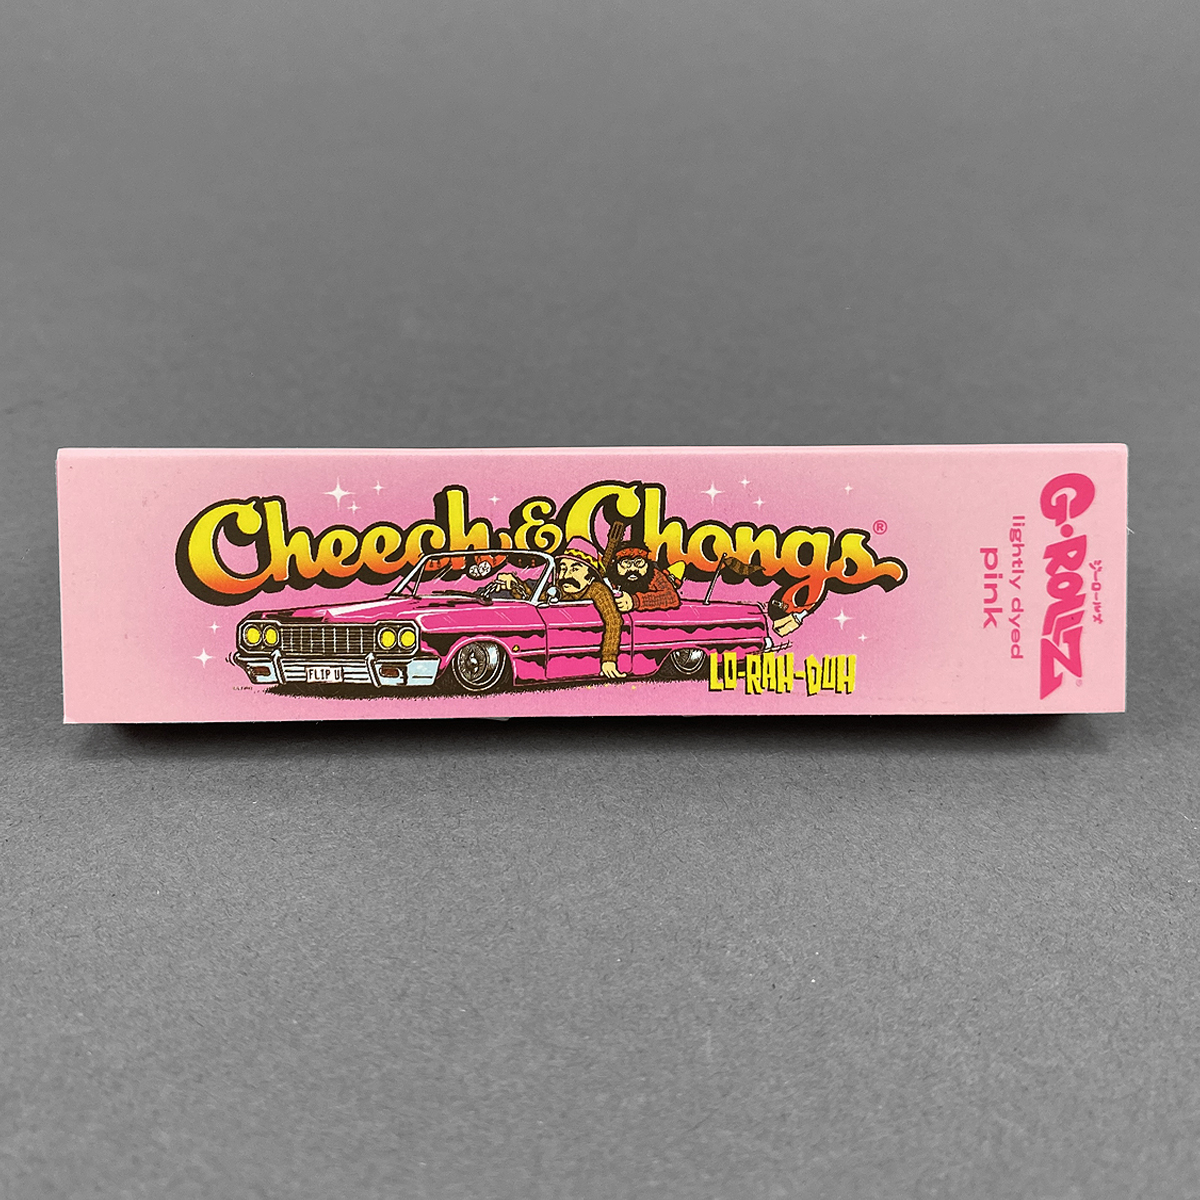 Cheech & Chongs®
FLIP U
LO-RAH-DUH
G·ROLLZ®
lightly dyed
pink